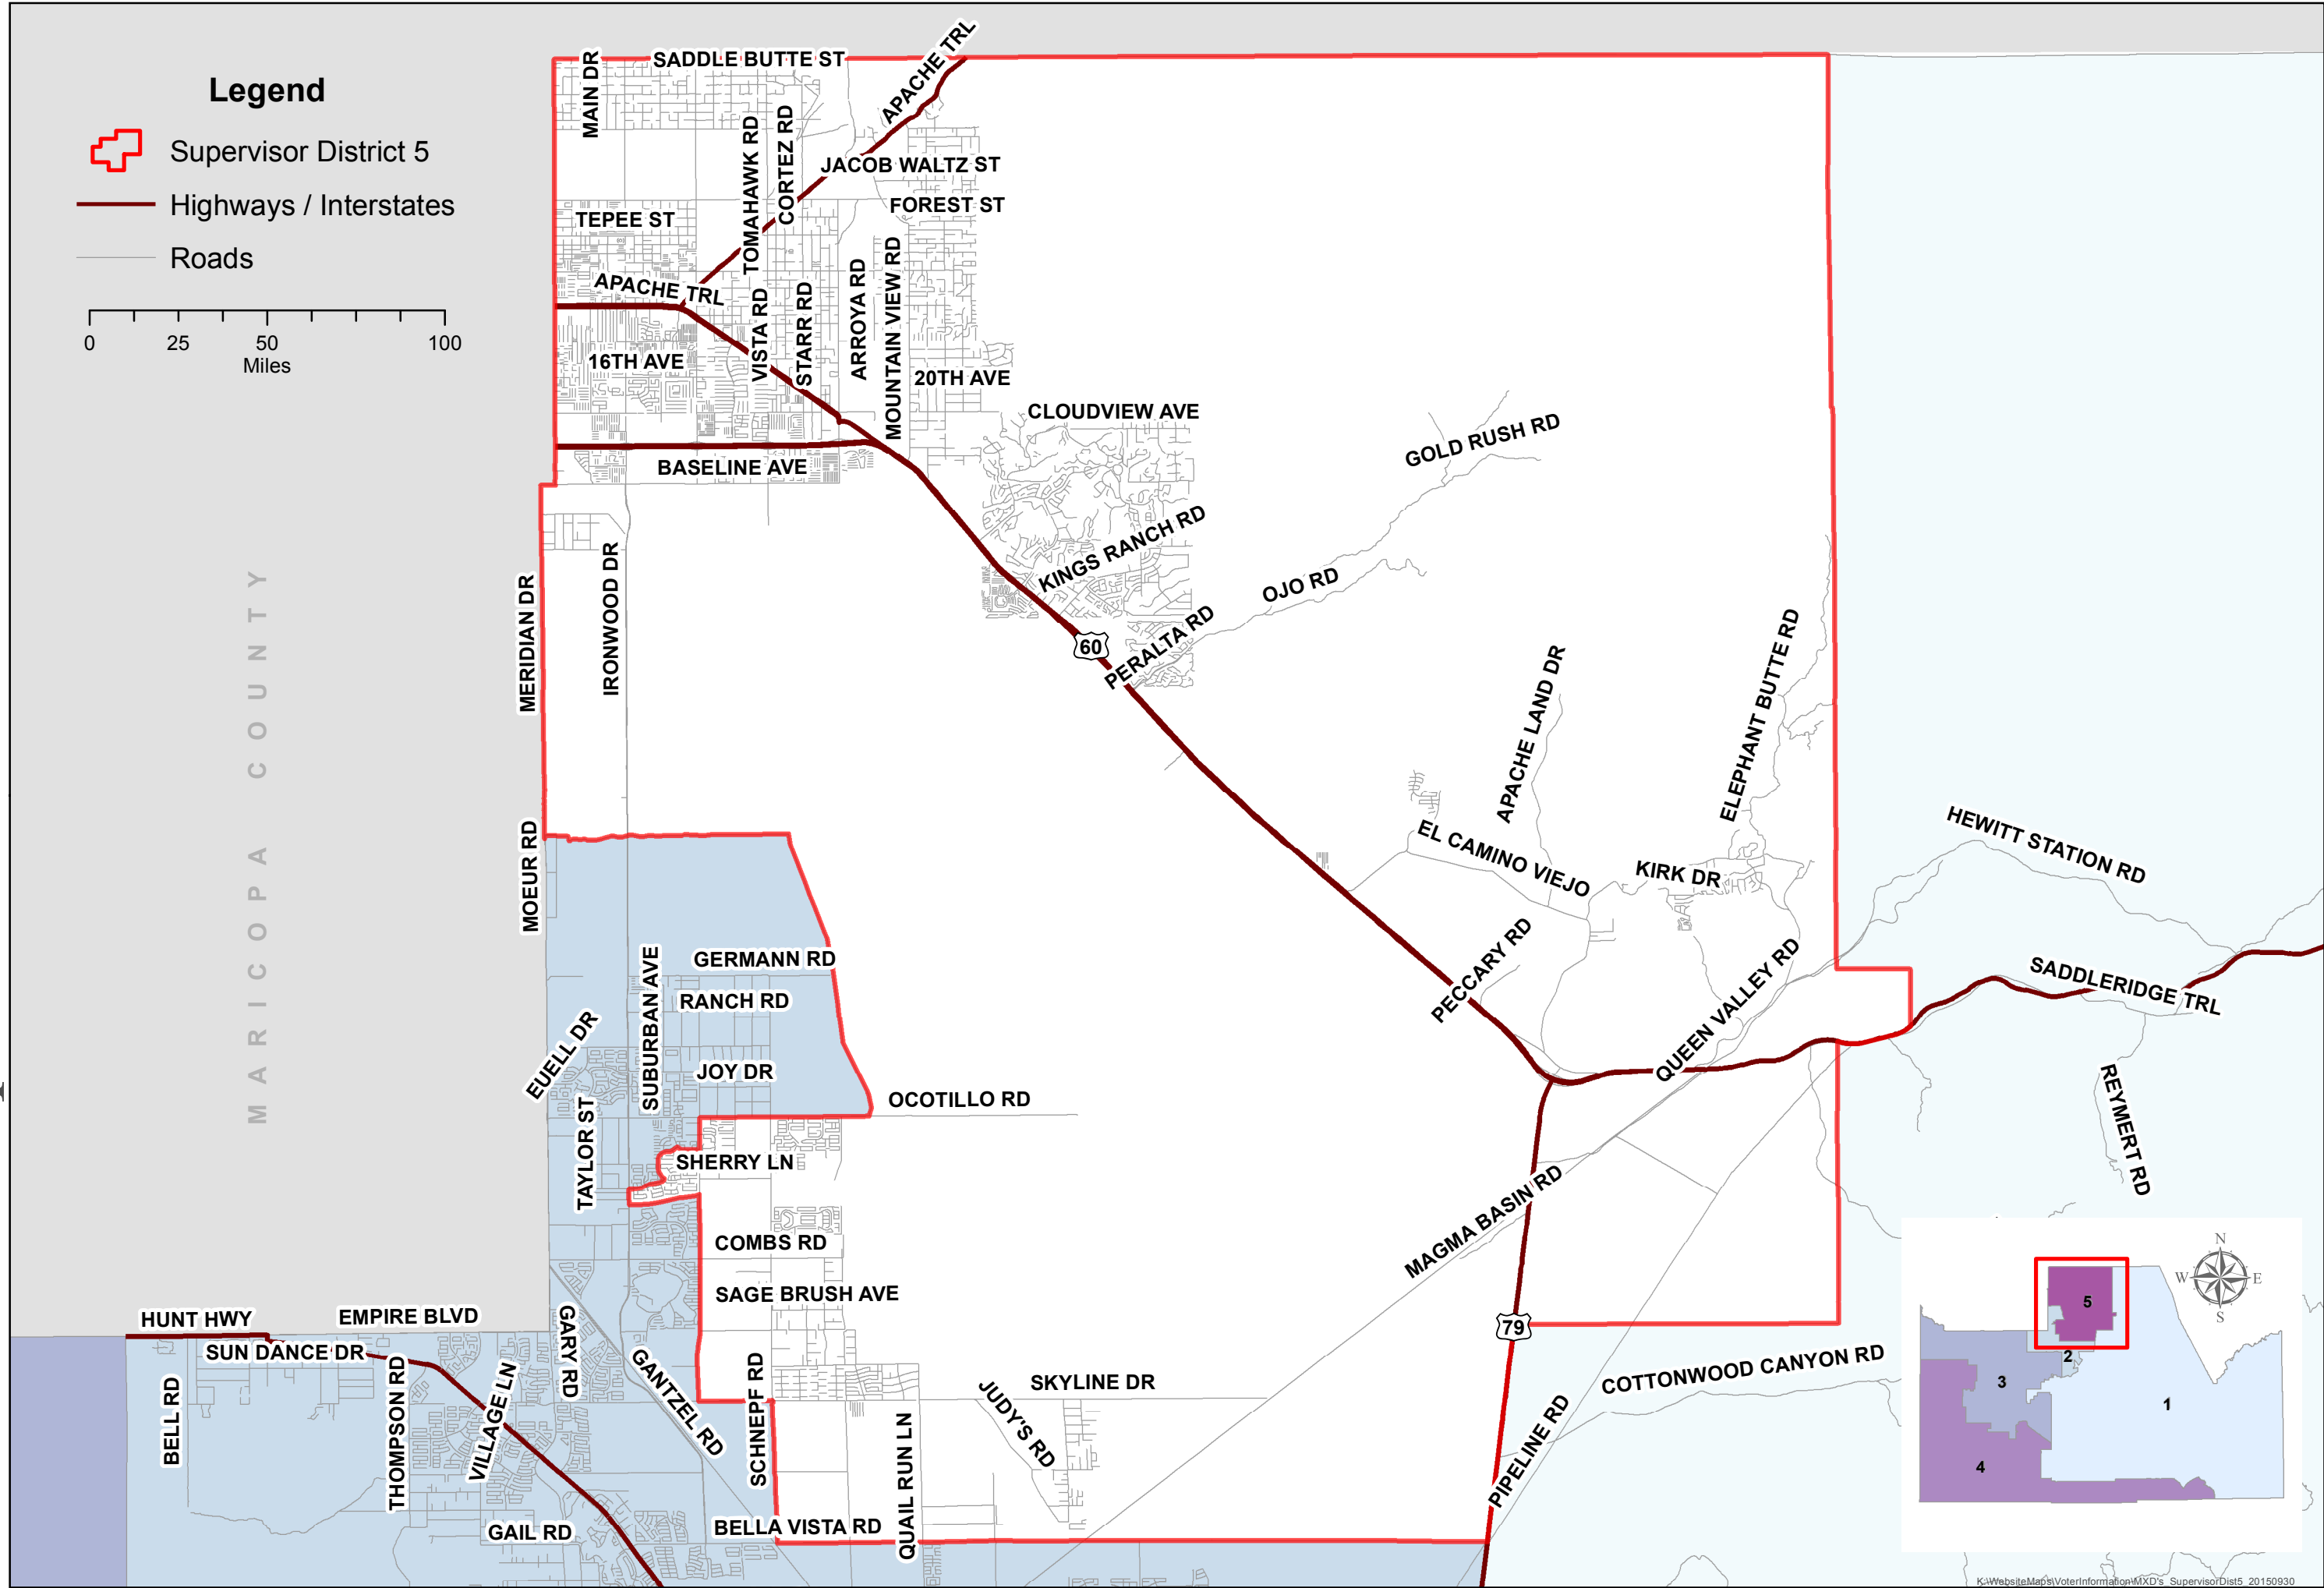 Legend
Supervisor District 5
Highways / Interstates
Roads
0 25 50 100
Miles
MARICOPA COUNTY
SADDLE BUTTE ST
MAIN DR
APACHE TRL
TOMAHAWK RD
CORTEZ RD
JACOB WALTZ ST
FOREST ST
TEPEE ST
APACHE TRL
VISTA RD
STARR RD
ARROYA RD
MOUNTAIN VIEW RD
16TH AVE
20TH AVE
CLOUDVIEW AVE
BASELINE AVE
GOLD RUSH RD
KINGS RANCH RD
OJO RD
MERIDIAN DR
IRONWOOD DR
60
PERALTA RD
APACHE LAND DR
ELEPHANT BUTTE RD
EL CAMINO VIEJO
KIRK DR
HEWITT STATION RD
MOEUR RD
PECCARY RD
QUEEN VALLEY RD
SADDLERIDGE TRL
GERMANN RD
SUBURBAN AVE
RANCH RD
EUELL DR
JOY DR
OCOTILLO RD
TAYLOR ST
SHERRY LN
REYMERT RD
MAGMA BASIN RD
COMBS RD
SAGE BRUSH AVE
79
HUNT HWY
EMPIRE BLVD
SUN DANCE DR
GARY RD
GANTZEL RD
BELL RD
THOMPSON RD
VILLAGE LN
SCHNEPF RD
SKYLINE DR
JUDY'S RD
COTTONWOOD CANYON RD
PIPELINE RD
QUAIL RUN LN
GAIL RD
BELLA VISTA RD
N
W E
S
5
2
3
1
4
K:\WebsiteMaps\VoterInformation\MXD's_SupervisorDist5_20150930